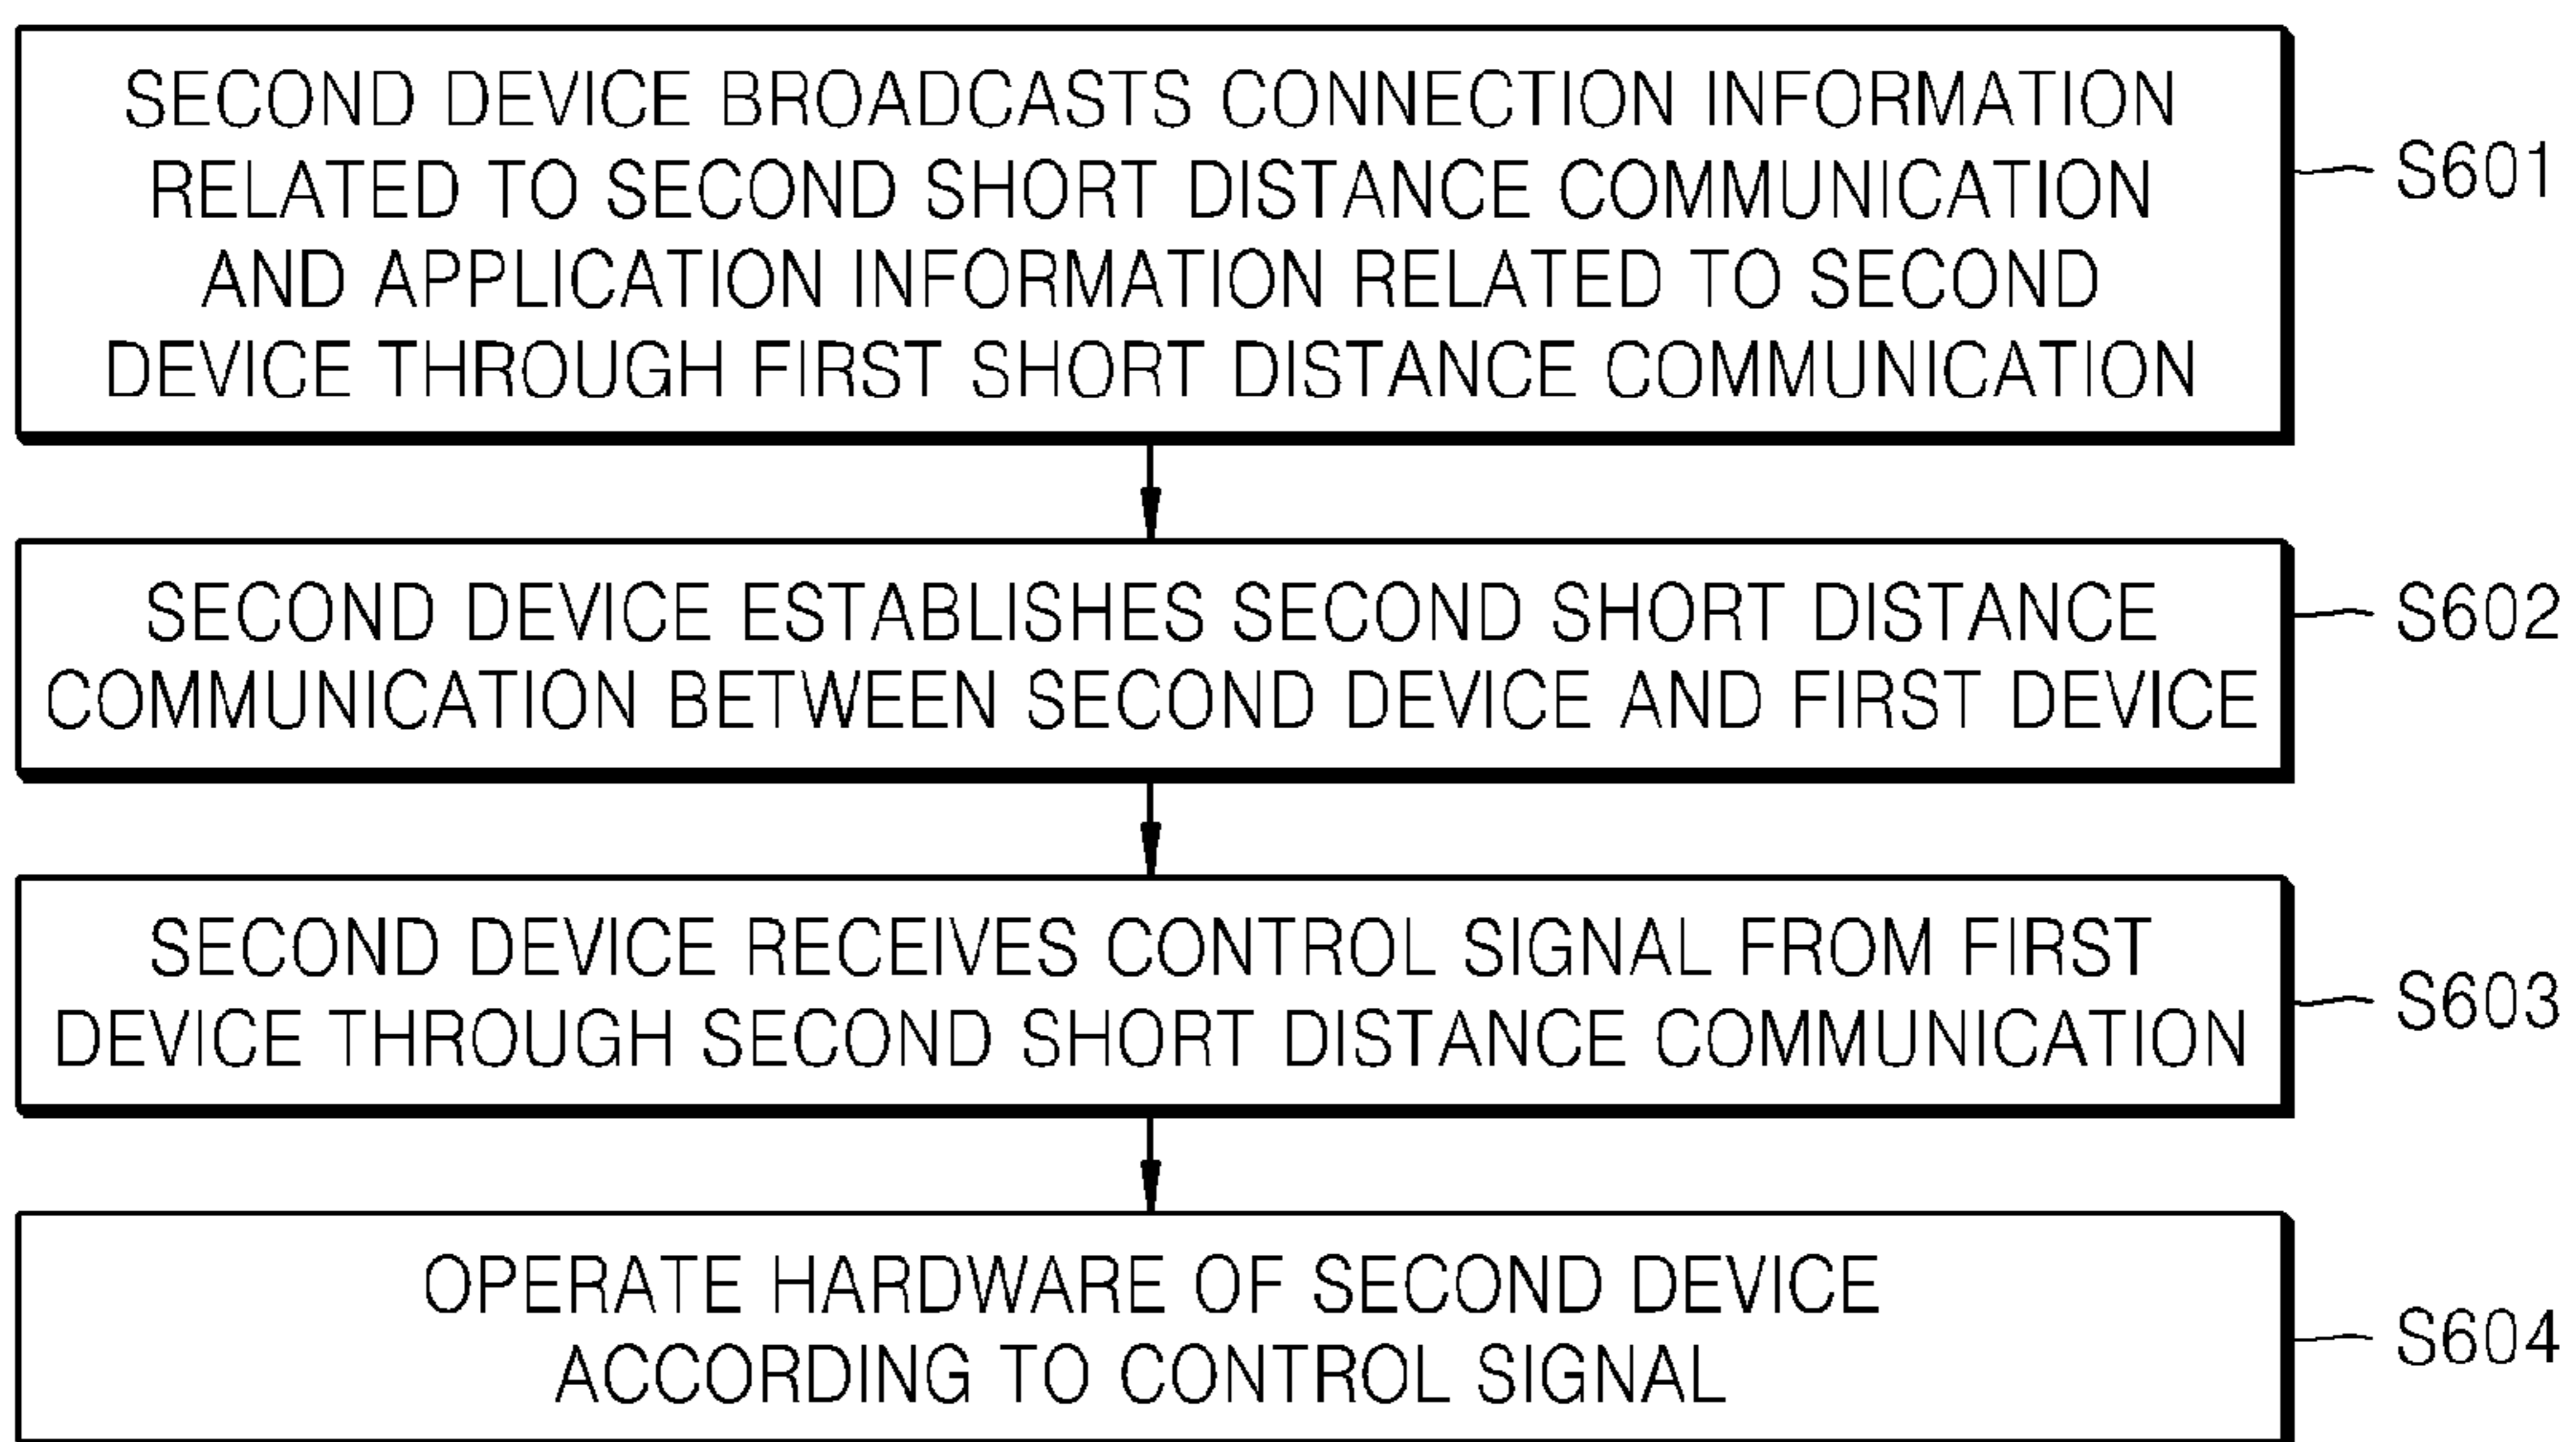 SECOND DEVICE BROADCASTS CONNECTION INFORMATION
RELATED TO SECOND SHORT DISTANCE COMMUNICATION
AND APPLICATION INFORMATION RELATED TO SECOND
DEVICE THROUGH FIRST SHORT DISTANCE COMMUNICATION
S601
SECOND DEVICE ESTABLISHES SECOND SHORT DISTANCE
COMMUNICATION BETWEEN SECOND DEVICE AND FIRST DEVICE
S602
SECOND DEVICE RECEIVES CONTROL SIGNAL FROM FIRST
DEVICE THROUGH SECOND SHORT DISTANCE COMMUNICATION
S603
OPERATE HARDWARE OF SECOND DEVICE
ACCORDING TO CONTROL SIGNAL
S604